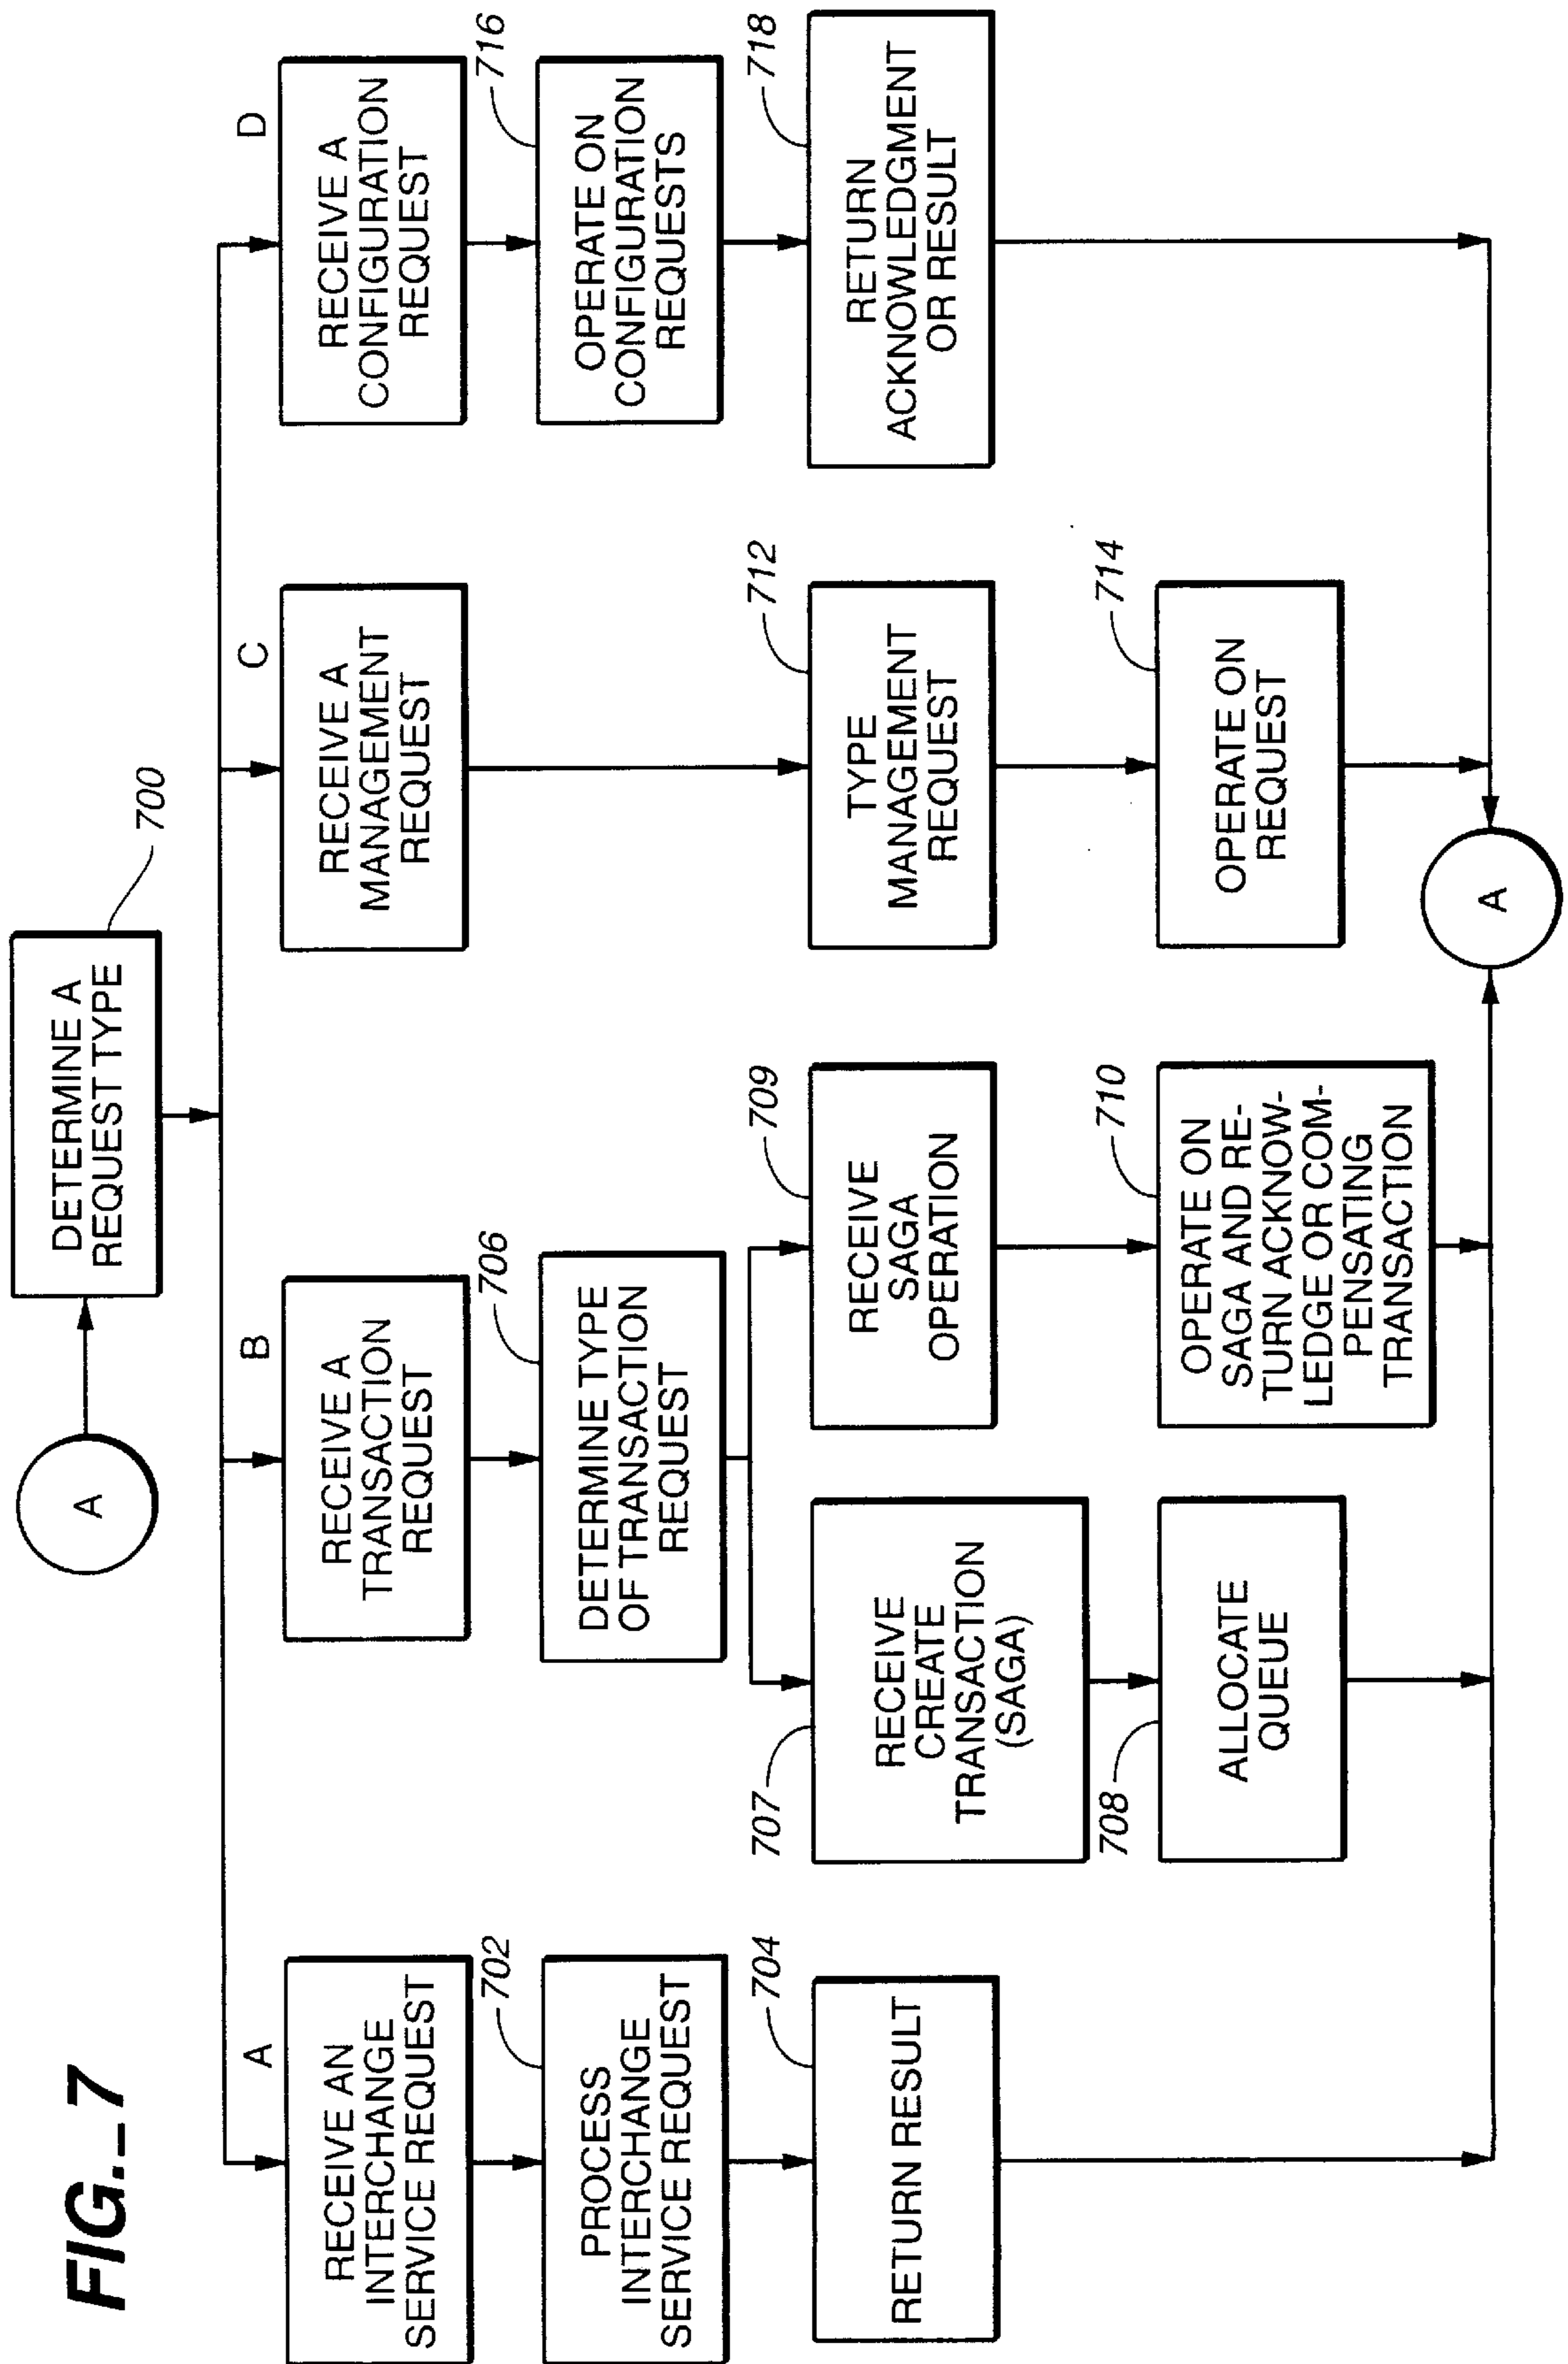 FIG._7
A
DETERMINE A
REQUEST TYPE
700
A
RECEIVE AN
INTERCHANGE
SERVICE REQUEST
702
PROCESS
INTERCHANGE
SERVICE REQUEST
704
RETURN RESULT
B
RECEIVE A
TRANSACTION
REQUEST
706
DETERMINE TYPE
OF TRANSACTION
REQUEST
707
RECEIVE
CREATE
TRANSACTION
(SAGA)
708
ALLOCATE
QUEUE
709
RECEIVE
SAGA
OPERATION
710
OPERATE ON
SAGA AND RE-
TURN ACKNOW-
LEDGE OR COM-
PENSATING
TRANSACTION
C
RECEIVE A
MANAGEMENT
REQUEST
712
TYPE
MANAGEMENT
REQUEST
714
OPERATE ON
REQUEST
D
RECEIVE A
CONFIGURATION
REQUEST
716
OPERATE ON
CONFIGURATION
REQUESTS
718
RETURN
ACKNOWLEDGMENT
OR RESULT
A